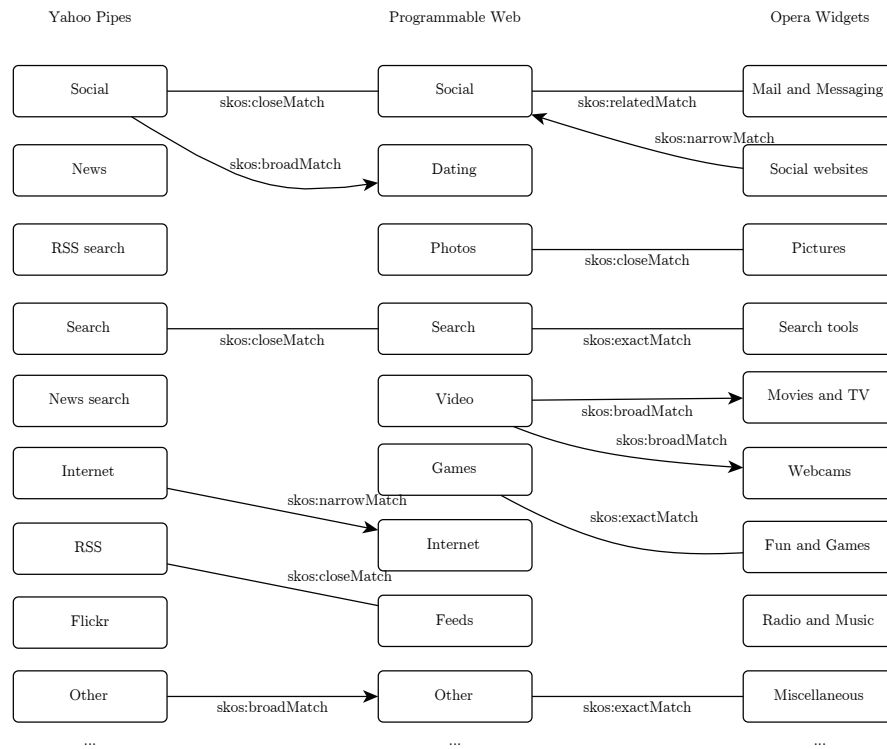 Yahoo Pipes
Programmable Web
Opera Widgets
Social
skos:closeMatch
Social
skos:relatedMatch
Mail and Messaging
skos:broadMatch
skos:narrowMatch
News
Dating
Social websites
RSS search
Photos
skos:closeMatch
Pictures
Search
skos:closeMatch
Search
skos:exactMatch
Search tools
News search
Video
skos:broadMatch
Movies and TV
skos:broadMatch
Internet
Games
Webcams
skos:narrowMatch
skos:exactMatch
RSS
Internet
Fun and Games
skos:closeMatch
Flickr
Feeds
Radio and Music
Other
skos:broadMatch
Other
skos:exactMatch
Miscellaneous
...
...
...